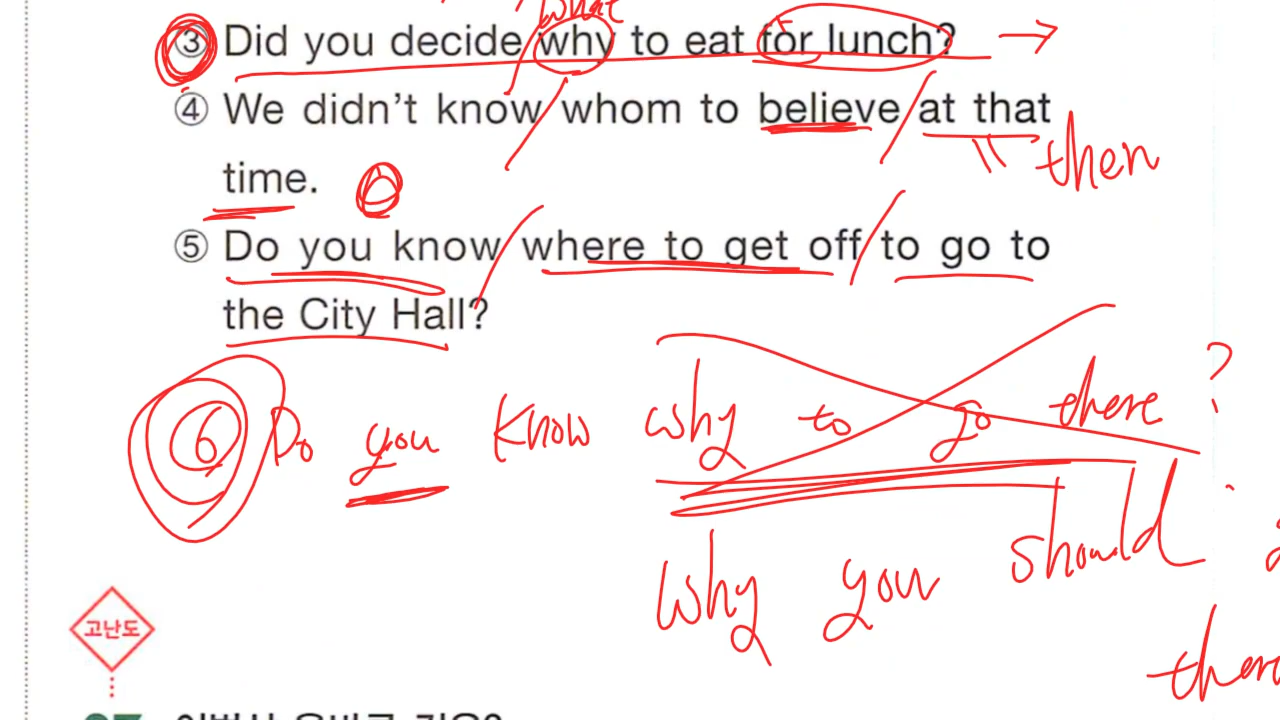 what
③ Did you decide why to eat for lunch? →
④ We didn't know whom to believe at that
then
time.
⑤ Do you know where to get off to go to
the City Hall?
6 Do you know why to go there ?
why you should
고난도